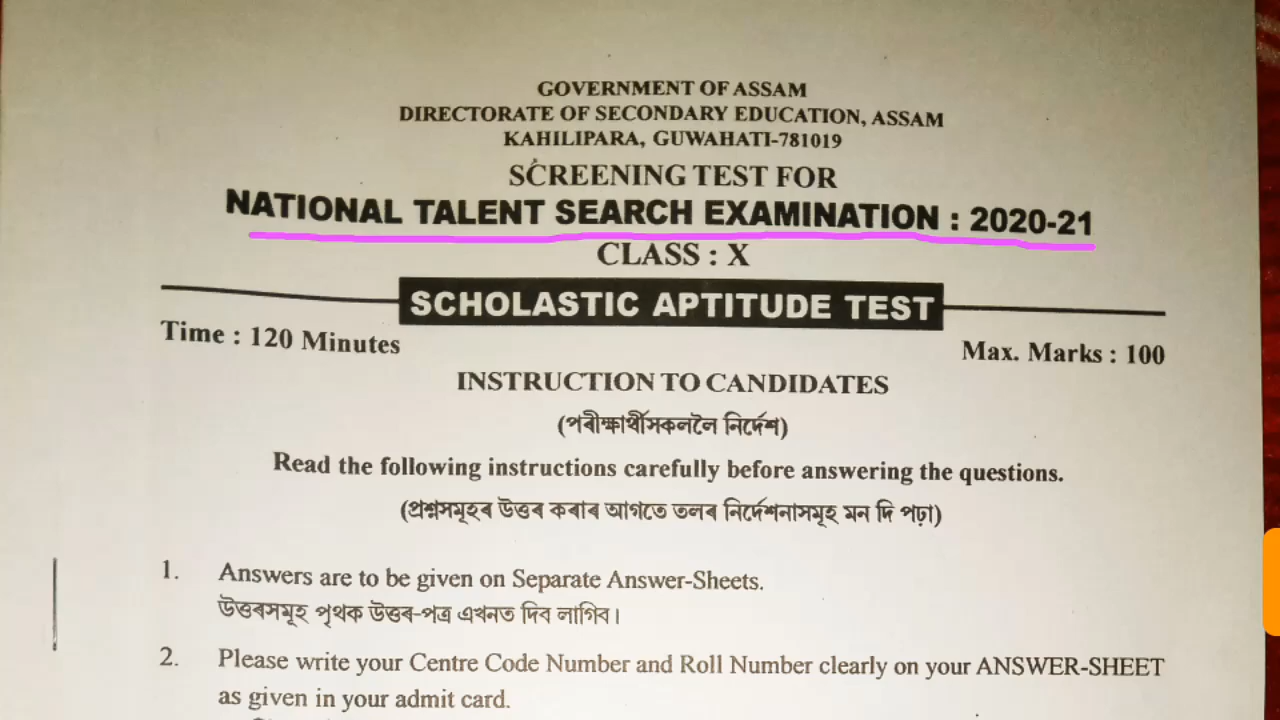 GOVERNMENT OF ASSAM
DIRECTORATE OF SECONDARY EDUCATION, ASSAM
KAHILIPARA, GUWAHATI-781019
SCREENING TEST FOR
NATIONAL TALENT SEARCH EXAMINATION : 2020-21
CLASS : X
SCHOLASTIC APTITUDE TEST
Time : 120 Minutes
Max. Marks : 100
INSTRUCTION TO CANDIDATES
(পৰীক্ষাৰ্থীসকললৈ নিৰ্দেশ)
Read the following instructions carefully before answering the questions.
(প্ৰশ্নসমূহৰ উত্তৰ কৰাৰ আগতে তলৰ নিৰ্দেশনাসমূহ মন দি পঢ়া)
1. Answers are to be given on Separate Answer-Sheets.
উত্তৰসমূহ পৃথক উত্তৰ-পত্ৰ এখনত দিব লাগিব।
2. Please write your Centre Code Number and Roll Number clearly on your ANSWER-SHEET
as given in your admit card.